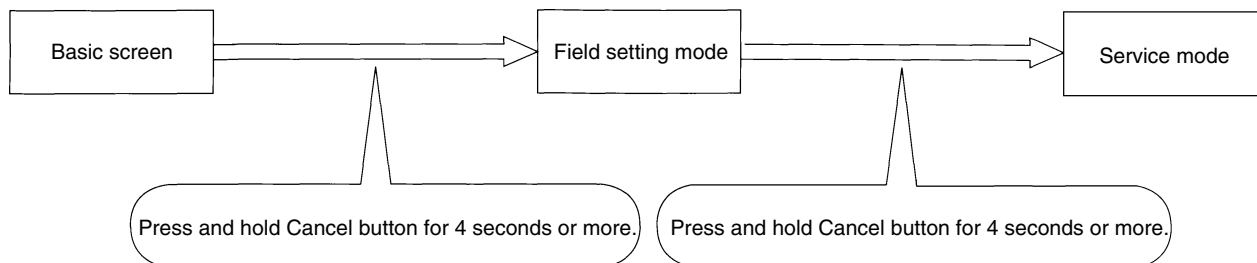 Basic screen
Field setting mode
Service mode
Press and hold Cancel button for 4 seconds or more.
Press and hold Cancel button for 4 seconds or more.